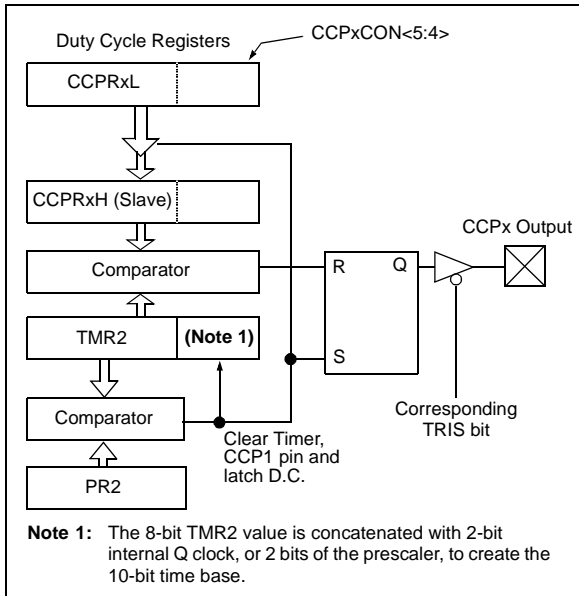 Duty Cycle Registers
CCPxCON<5:4>
CCPRxL
CCPRxH (Slave)
Comparator
TMR2
(Note 1)
Comparator
PR2
R
Q
S
CCPx Output
Clear Timer,
CCP1 pin and
latch D.C.
Corresponding
TRIS bit
Note 1: The 8-bit TMR2 value is concatenated with 2-bit
internal Q clock, or 2 bits of the prescaler, to create the
10-bit time base.